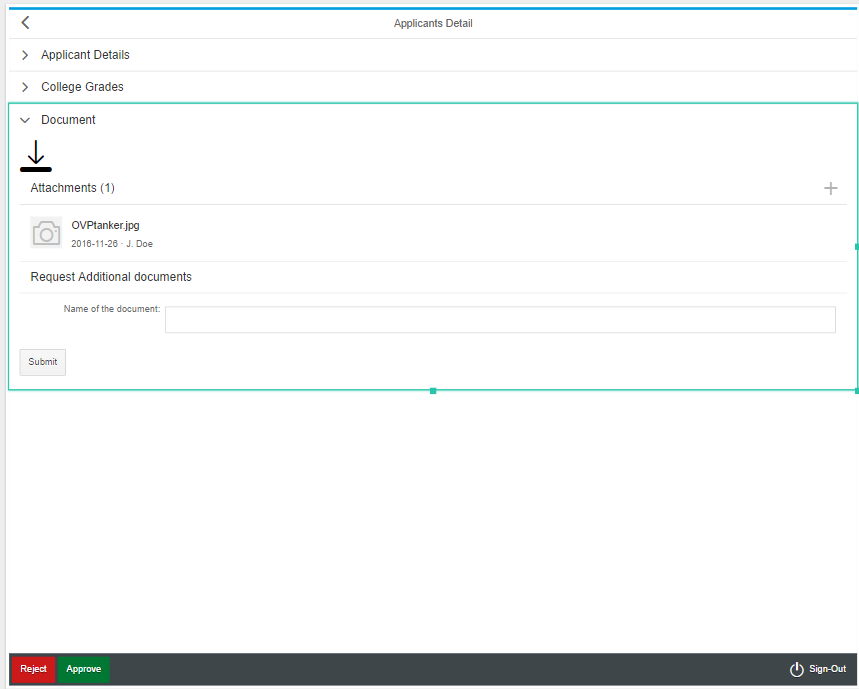 Applicants Detail
Applicant Details
College Grades
Document
Attachments (1)
OVPtanker.jpg
2016-11-26 · J. Doe
Request Additional documents
Name of the document:
Submit
Reject Approve Sign-Out